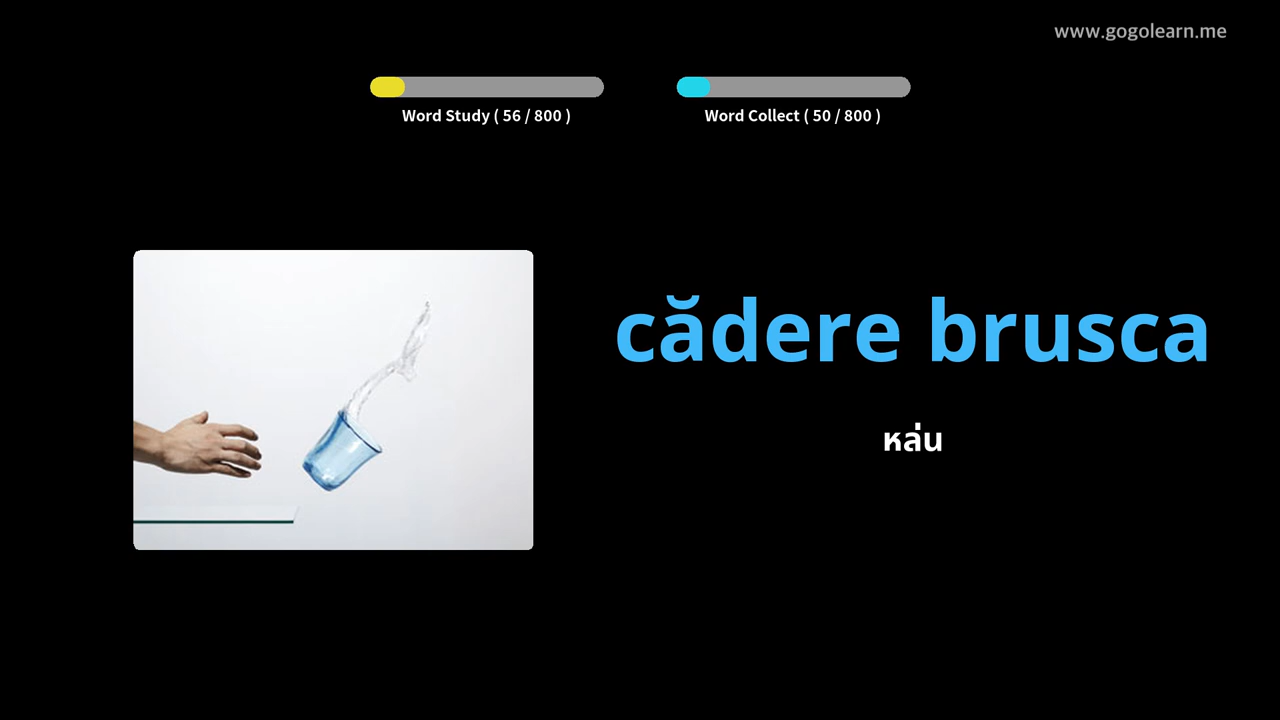 www.gogolearn.me
Word Study ( 56 / 800 )
Word Collect ( 50 / 800 )
cădere brusca
หล่น